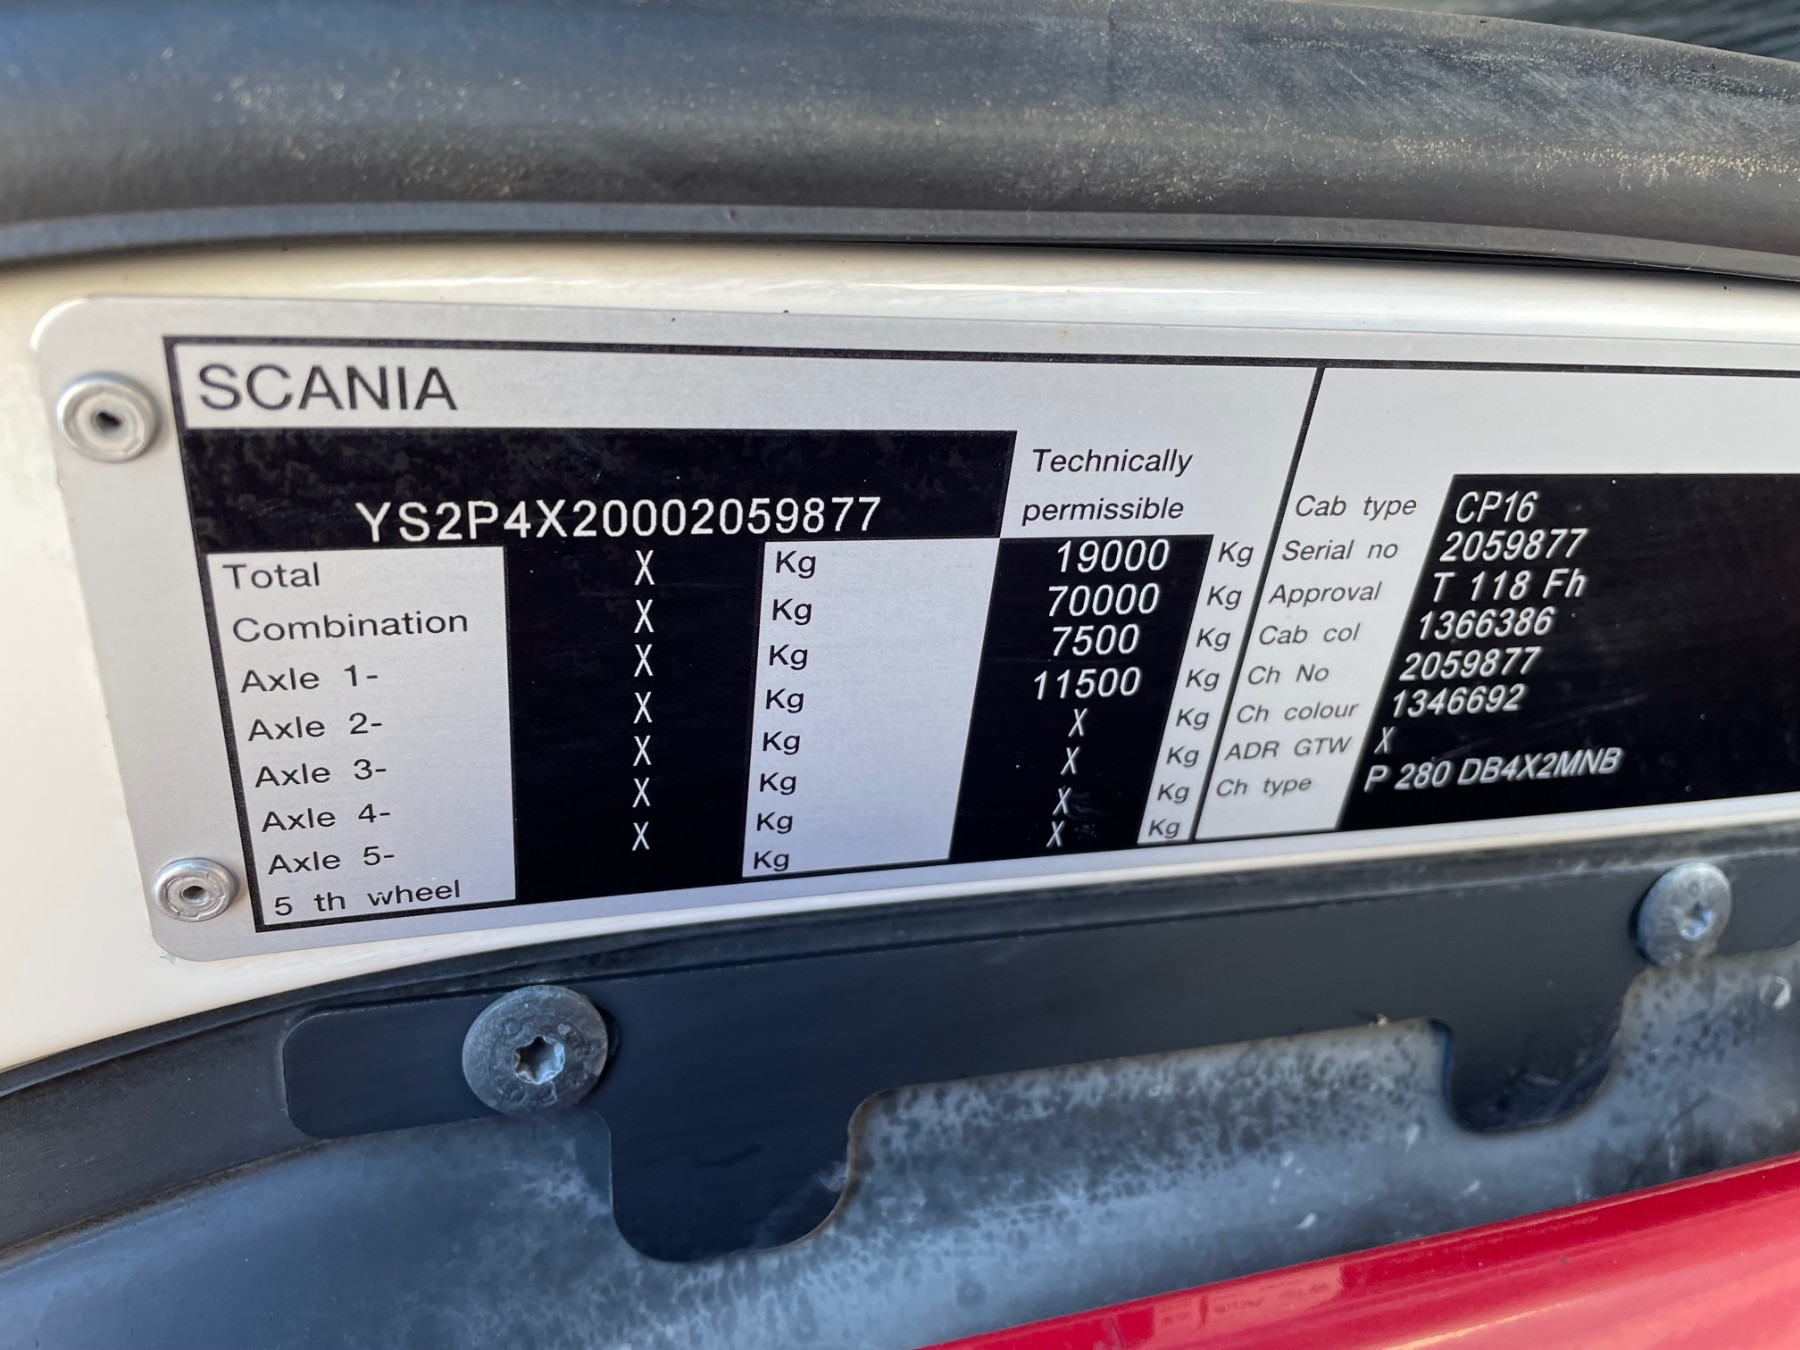 SCANIA
YS2P4X20002059877
Technically
permissible
Total X Kg 19000 Kg
Combination X Kg 70000 Kg
Axle 1- X Kg 7500 Kg
Axle 2- X Kg 11500 Kg
Axle 3- X Kg X Kg
Axle 4- X Kg X Kg
Axle 5- X Kg X Kg
5 th wheel Kg X Kg
Cab type CP16
Serial no 2059877
Approval T 118 Fh
Cab col 1366386
Ch No 2059877
Ch colour 1346692
ADR GTW X
Ch type P 280 DB4X2MNB